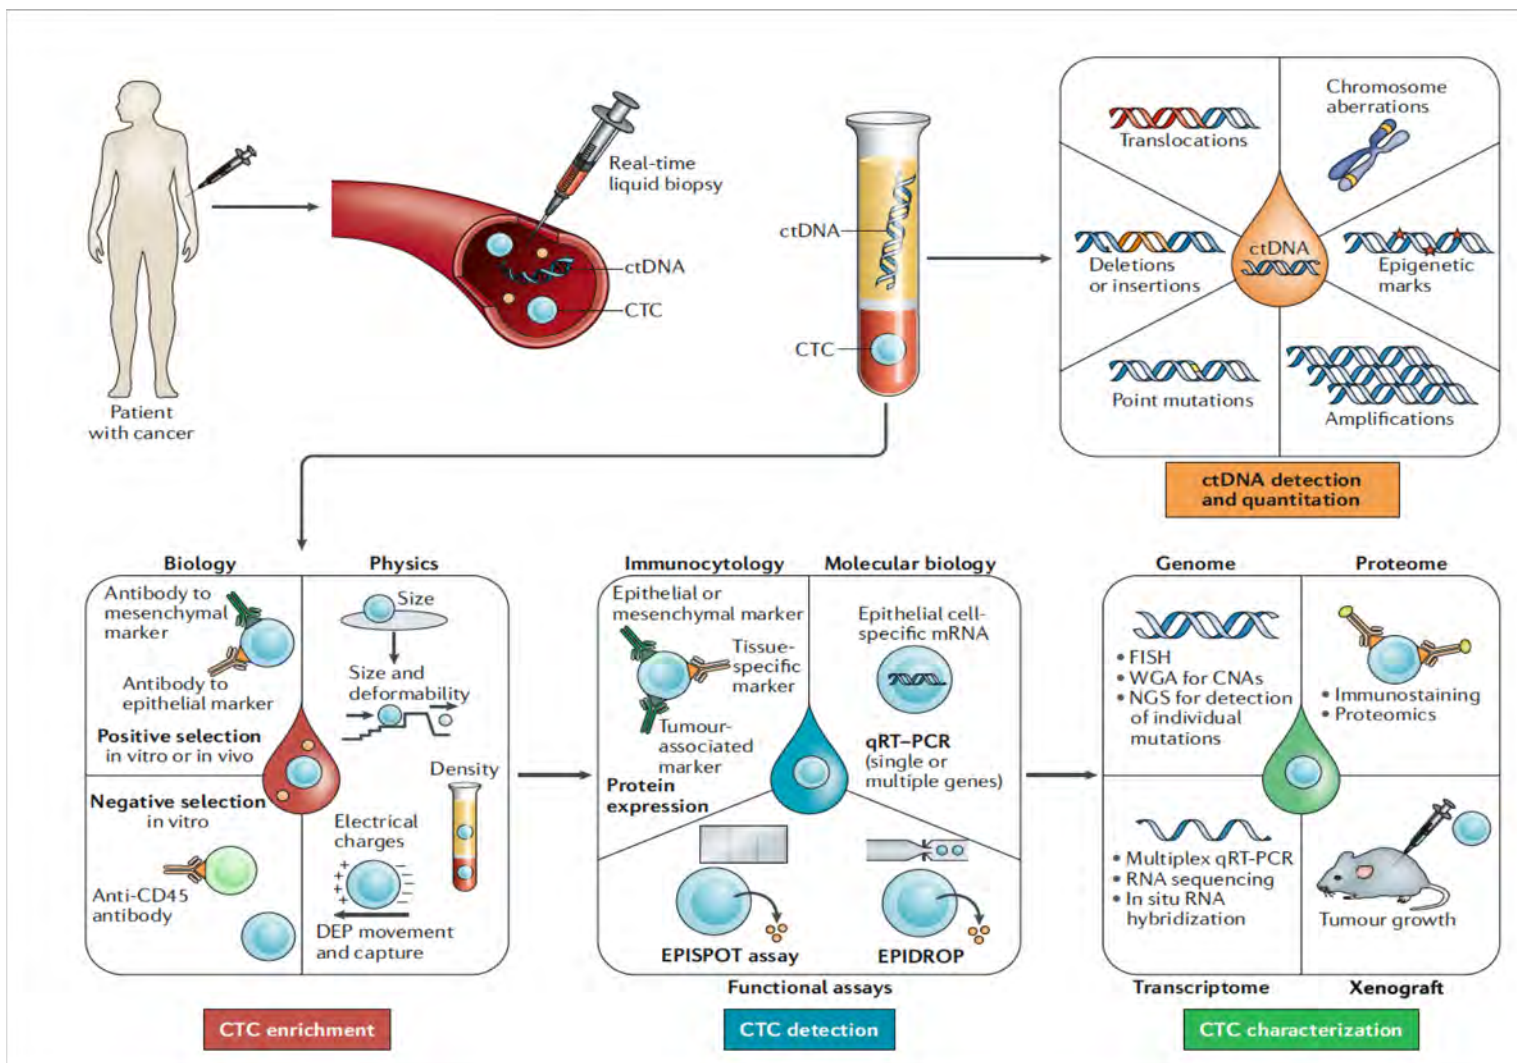 Patient
with cancer
Real-time
liquid biopsy
ctDNA
CTC
ctDNA
CTC
Translocations
Chromosome
aberrations
Deletions
or insertions
ctDNA
Epigenetic
marks
Point mutations
Amplifications
ctDNA detection
and quantitation
Biology
Physics
Antibody to
mesenchymal
marker
Antibody to
epithelial marker
Positive selection
in vitro or in vivo
Negative selection
in vitro
Anti-CD45
antibody
Size
Size and
deformability
Density
Electrical
charges
+ −
+ −
+ −
+ −
DEP movement
and capture
CTC enrichment
Immunocytology
Molecular biology
Epithelial or
mesenchymal marker
Tissue-
specific
marker
Tumour-
associated
marker
Protein
expression
Epithelial cell-
specific mRNA
qRT–PCR
(single or
multiple genes)
EPISPOT assay
EPIDROP
Functional assays
CTC detection
Genome
Proteome
• FISH
• WGA for CNAs
• NGS for detection
of individual
mutations
• Immunostaining
• Proteomics
• Multiplex qRT-PCR
• RNA sequencing
• In situ RNA
hybridization
Tumour growth
Transcriptome
Xenograft
CTC characterization